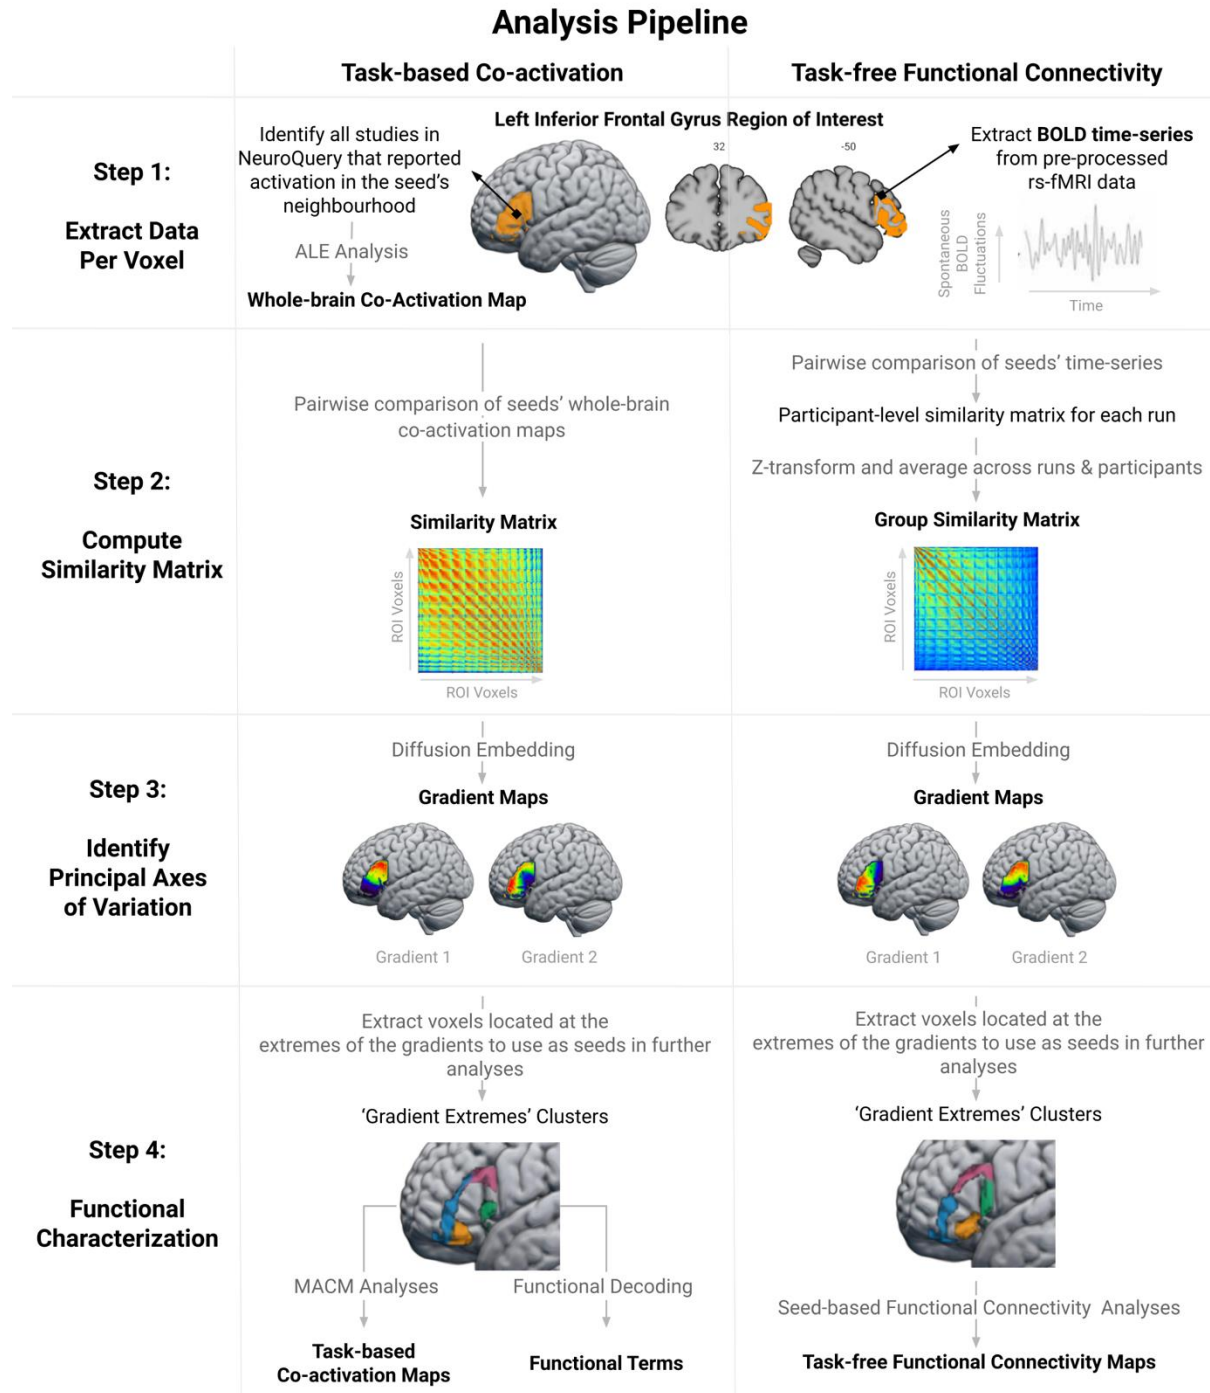 Analysis Pipeline
Task-based Co-activation
Task-free Functional Connectivity
Step 1:
Extract Data
Per Voxel
Identify all studies in
NeuroQuery that reported
activation in the seed's
neighbourhood
ALE Analysis
Whole-brain Co-Activation Map
Left Inferior Frontal Gyrus Region of Interest
32
-50
Extract BOLD time-series
from pre-processed
rs-fMRI data
Spontaneous
BOLD
Fluctuations
Time
Step 2:
Compute
Similarity Matrix
Pairwise comparison of seeds' whole-brain
co-activation maps
Similarity Matrix
ROI Voxels
ROI Voxels
Pairwise comparison of seeds' time-series
Participant-level similarity matrix for each run
Z-transform and average across runs & participants
Group Similarity Matrix
ROI Voxels
ROI Voxels
Step 3:
Identify
Principal Axes
of Variation
Diffusion Embedding
Gradient Maps
Gradient 1
Gradient 2
Diffusion Embedding
Gradient Maps
Gradient 1
Gradient 2
Step 4:
Functional
Characterization
Extract voxels located at the
extremes of the gradients to use as seeds in further
analyses
'Gradient Extremes' Clusters
MACM Analyses
Functional Decoding
Task-based
Co-activation Maps
Functional Terms
Extract voxels located at the
extremes of the gradients to use as seeds in further
analyses
'Gradient Extremes' Clusters
Seed-based Functional Connectivity Analyses
Task-free Functional Connectivity Maps